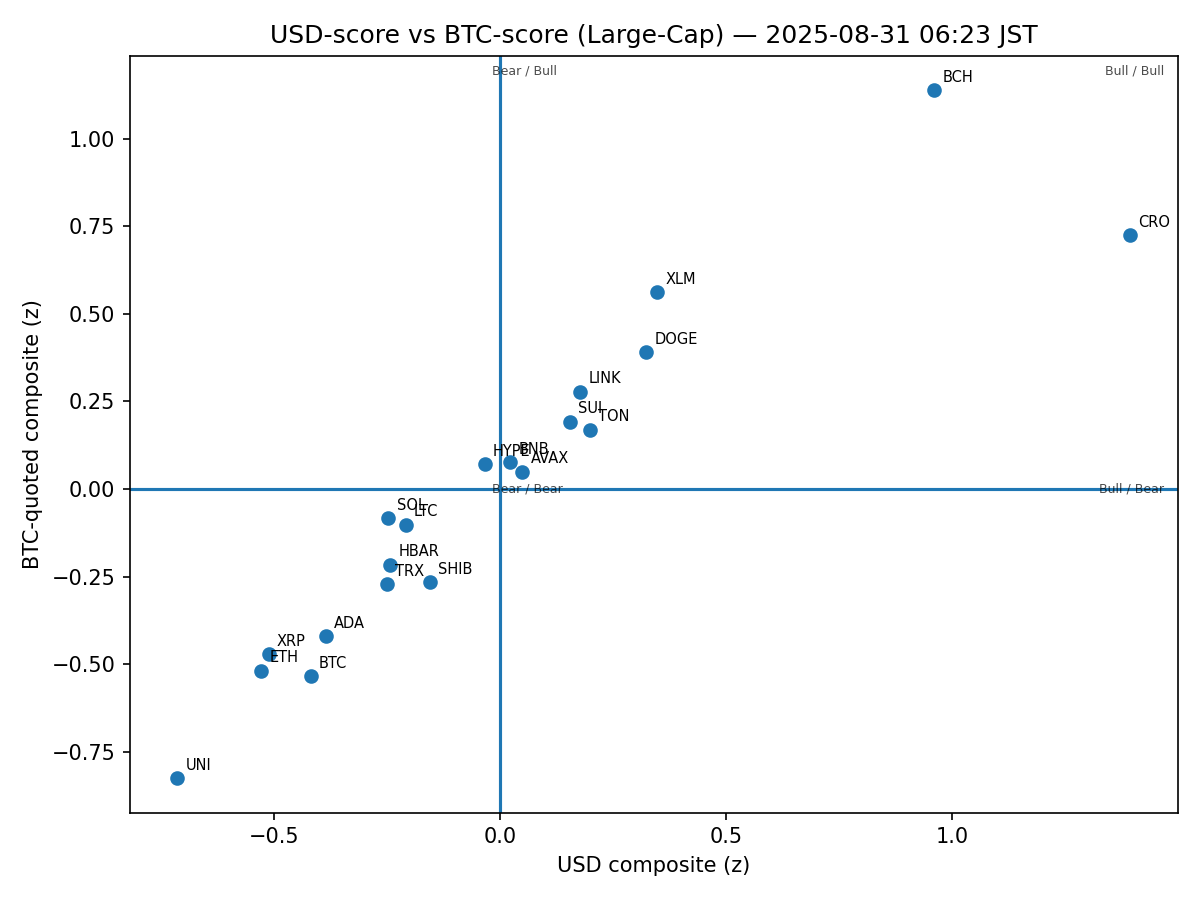 USD-score vs BTC-score (Large-Cap) — 2025-08-31 06:23 JST
Bear / Bull
Bull / Bull
BCH
1.00
CRO
0.75
XLM
0.50
DOGE
LINK
0.25
SUI
TON
HYPE
BNB
AVAX
0.00
Bear / Bear
Bull / Bear
SOL
LTC
HBAR
−0.25
TRX
SHIB
ADA
XRP
ETH
−0.50
BTC
−0.75
UNI
−0.5
0.0
0.5
1.0
USD composite (z)
BTC-quoted composite (z)